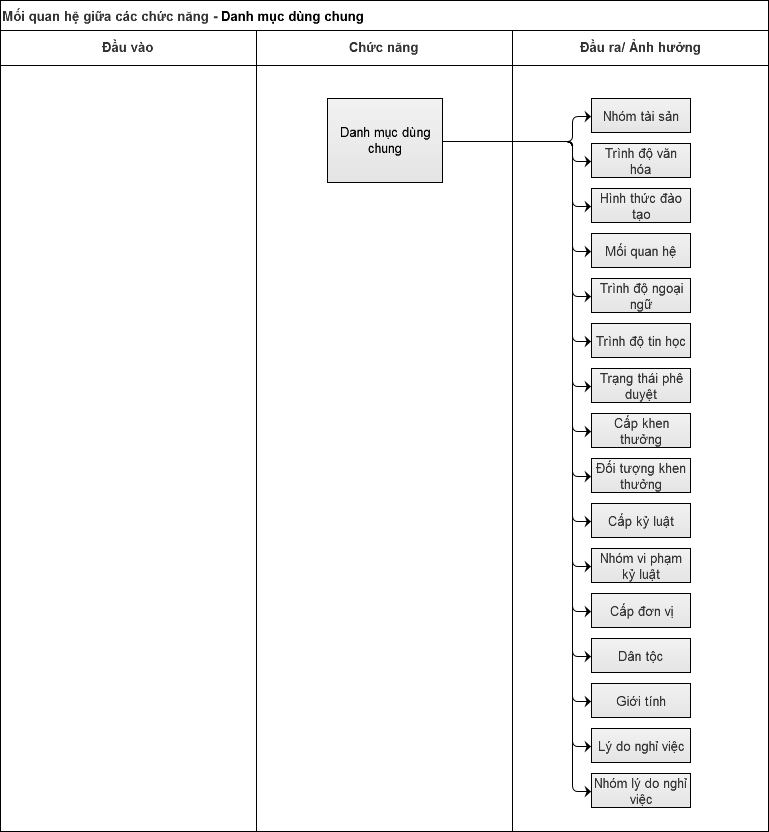 Mối quan hệ giữa các chức năng - Danh mục dùng chung
Đầu vào
Chức năng
Đầu ra/ Ảnh hưởng
Danh mục dùng
chung
Nhóm tài sản
Trình độ văn
hóa
Hình thức đào
tạo
Mối quan hệ
Trình độ ngoại
ngữ
Trình độ tin học
Trạng thái phê
duyệt
Cấp khen
thưởng
Đối tượng khen
thưởng
Cấp kỷ luật
Nhóm vi phạm
kỷ luật
Cấp đơn vị
Dân tộc
Giới tính
Lý do nghỉ việc
Nhóm lý do nghỉ
việc